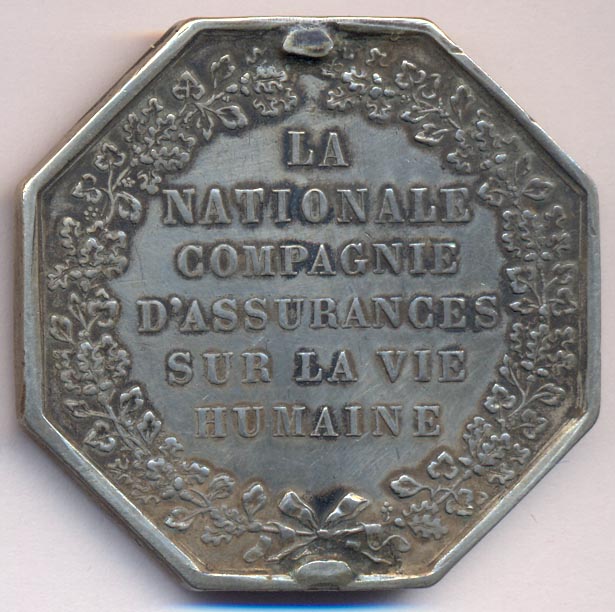 LA
NATIONALE
COMPAGNIE
D'ASSURANCES
SUR LA VIE
HUMAINE